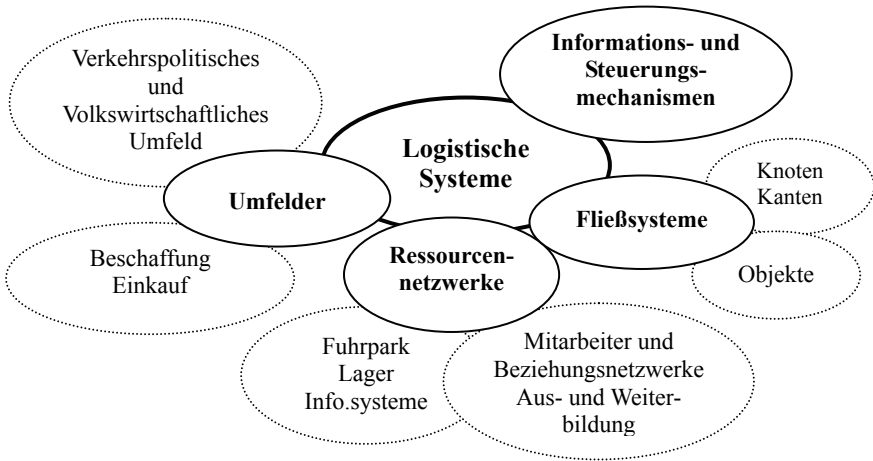 Verkehrspolitisches
und
Volkswirtschaftliches
Umfeld
Informations- und
Steuerungs-
mechanismen
Logistische
Systeme
Umfelder
Fließsysteme
Knoten
Kanten
Beschaffung
Einkauf
Ressourcen-
netzwerke
Objekte
Fuhrpark
Lager
Info.systeme
Mitarbeiter und
Beziehungsnetzwerke
Aus- und Weiter-
bildung